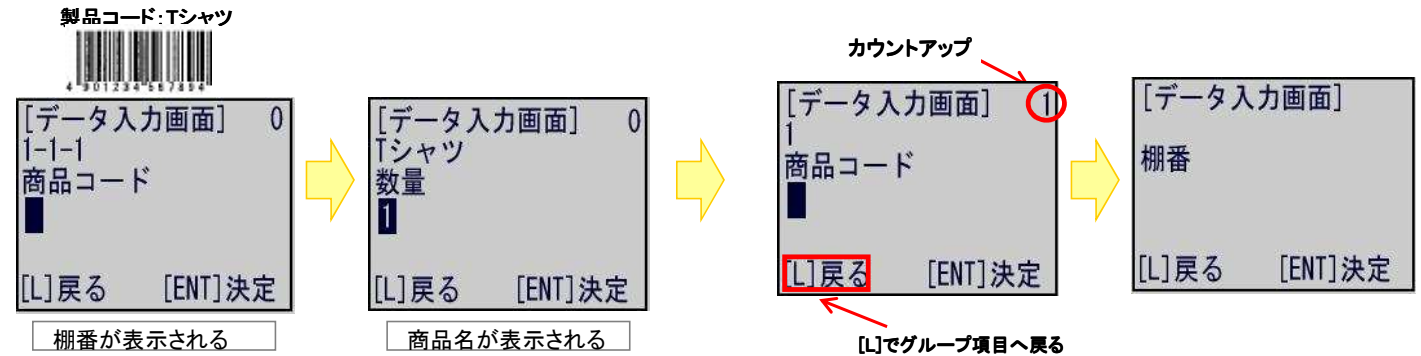 製品コード:Tシャツ
4 901234 567894
[データ入力画面] 0
1-1-1
商品コード
[L]戻る [ENT]決定
棚番が表示される
[データ入力画面] 0
Tシャツ
数量
1
[L]戻る [ENT]決定
商品名が表示される
カウントアップ
[データ入力画面] 1
1
商品コード
[L]戻る [ENT]決定
[L]でグループ項目へ戻る
[データ入力画面]
棚番
[L]戻る [ENT]決定